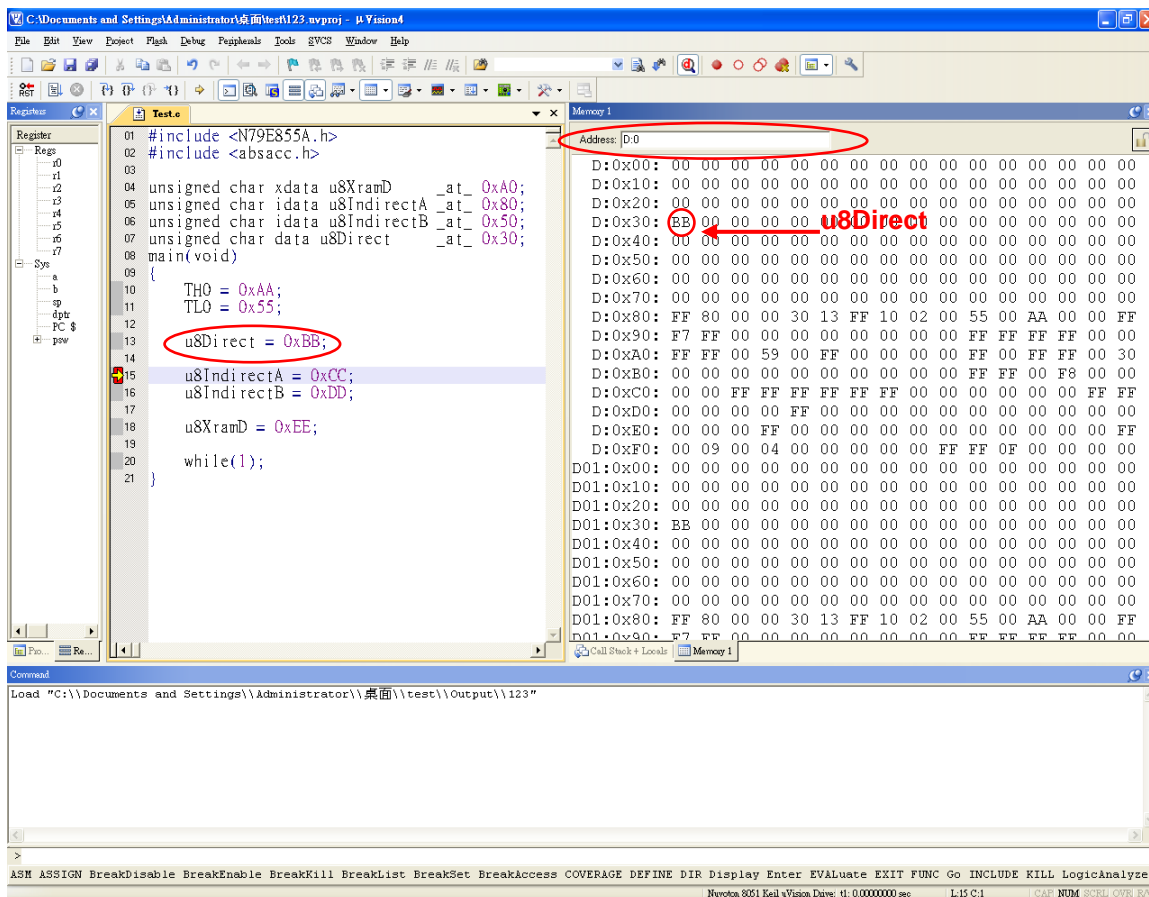 C:\Documents and Settings\Administrator\桌面\test\123.uvproj - µVision4
File Edit View Project Flash Debug Peripherals Tools SVCS Window Help
RST
Registers
Register
Regs
r0
r1
r2
r3
r4
r5
r6
r7
Sys
a
b
sp
dptr
PC $
psw
Pro...
Re...
Test.c
01 #include <N79E855A.h>
02 #include <absacc.h>
03
04 unsigned char xdata u8XramD _at_ 0xA0;
05 unsigned char idata u8IndirectA _at_ 0x80;
06 unsigned char idata u8IndirectB _at_ 0x50;
07 unsigned char data u8Direct _at_ 0x30;
08 main(void)
09 {
10 TH0 = 0xAA;
11 TL0 = 0x55;
12
13 u8Direct = 0xBB;
14
15 u8IndirectA = 0xCC;
16 u8IndirectB = 0xDD;
17
18 u8XramD = 0xEE;
19
20 while(1);
21 }
Memory 1
Address: D:0
D:0x00: 00 00 00 00 00 00 00 00 00 00 00 00 00 00 00 00
D:0x10: 00 00 00 00 00 00 00 00 00 00 00 00 00 00 00 00
D:0x20: 00 00 00 00 00 00 00 00 00 00 00 00 00 00 00 00
D:0x30: BB 00 00 00 00 00 00 00 00 00 00 00 00 00
u8Direct
D:0x40: 00 00 00 00 00 00 00 00 00 00 00 00 00 00 00 00
D:0x50: 00 00 00 00 00 00 00 00 00 00 00 00 00 00 00 00
D:0x60: 00 00 00 00 00 00 00 00 00 00 00 00 00 00 00 00
D:0x70: 00 00 00 00 00 00 00 00 00 00 00 00 00 00 00 00
D:0x80: FF 80 00 00 30 13 FF 10 02 00 55 00 AA 00 00 FF
D:0x90: F7 FF 00 00 00 00 00 00 00 00 FF FF FF FF 00 00
D:0xA0: FF FF 00 59 00 FF 00 00 00 00 FF 00 FF FF 00 30
D:0xB0: 00 00 00 00 00 00 00 00 00 00 FF FF 00 F8 00 00
D:0xC0: 00 00 FF FF FF FF FF FF 00 00 00 00 00 00 FF FF
D:0xD0: 00 00 00 00 FF 00 00 00 00 00 00 00 00 00 00 00
D:0xE0: 00 00 00 FF 00 00 00 00 00 00 00 00 00 00 00 FF
D:0xF0: 00 09 00 04 00 00 00 00 00 FF FF 0F 00 00 00 00
D01:0x00: 00 00 00 00 00 00 00 00 00 00 00 00 00 00 00 00
D01:0x10: 00 00 00 00 00 00 00 00 00 00 00 00 00 00 00 00
D01:0x20: 00 00 00 00 00 00 00 00 00 00 00 00 00 00 00 00
D01:0x30: BB 00 00 00 00 00 00 00 00 00 00 00 00 00 00 00
D01:0x40: 00 00 00 00 00 00 00 00 00 00 00 00 00 00 00 00
D01:0x50: 00 00 00 00 00 00 00 00 00 00 00 00 00 00 00 00
D01:0x60: 00 00 00 00 00 00 00 00 00 00 00 00 00 00 00 00
D01:0x70: 00 00 00 00 00 00 00 00 00 00 00 00 00 00 00 00
D01:0x80: FF 80 00 00 30 13 FF 10 02 00 55 00 AA 00 00 FF
D01:0x90: F7 FF 00 00 00 00 00 00 00 00 FF FF FF FF 00 00
Call Stack + Locals
Memory 1
Command
Load "C:\\Documents and Settings\\Administrator\\桌面\\test\\Output\\123"
>
ASM ASSIGN BreakDisable BreakEnable BreakKill BreakList BreakSet BreakAccess COVERAGE DEFINE DIR Display Enter EVALuate EXIT FUNC Go INCLUDE KILL LogicAnalyze
Nuvoton 8051 Keil uVision Drive: t1: 0.00000000 sec L:15 C:1 CAP NUM SCRL OVR R/